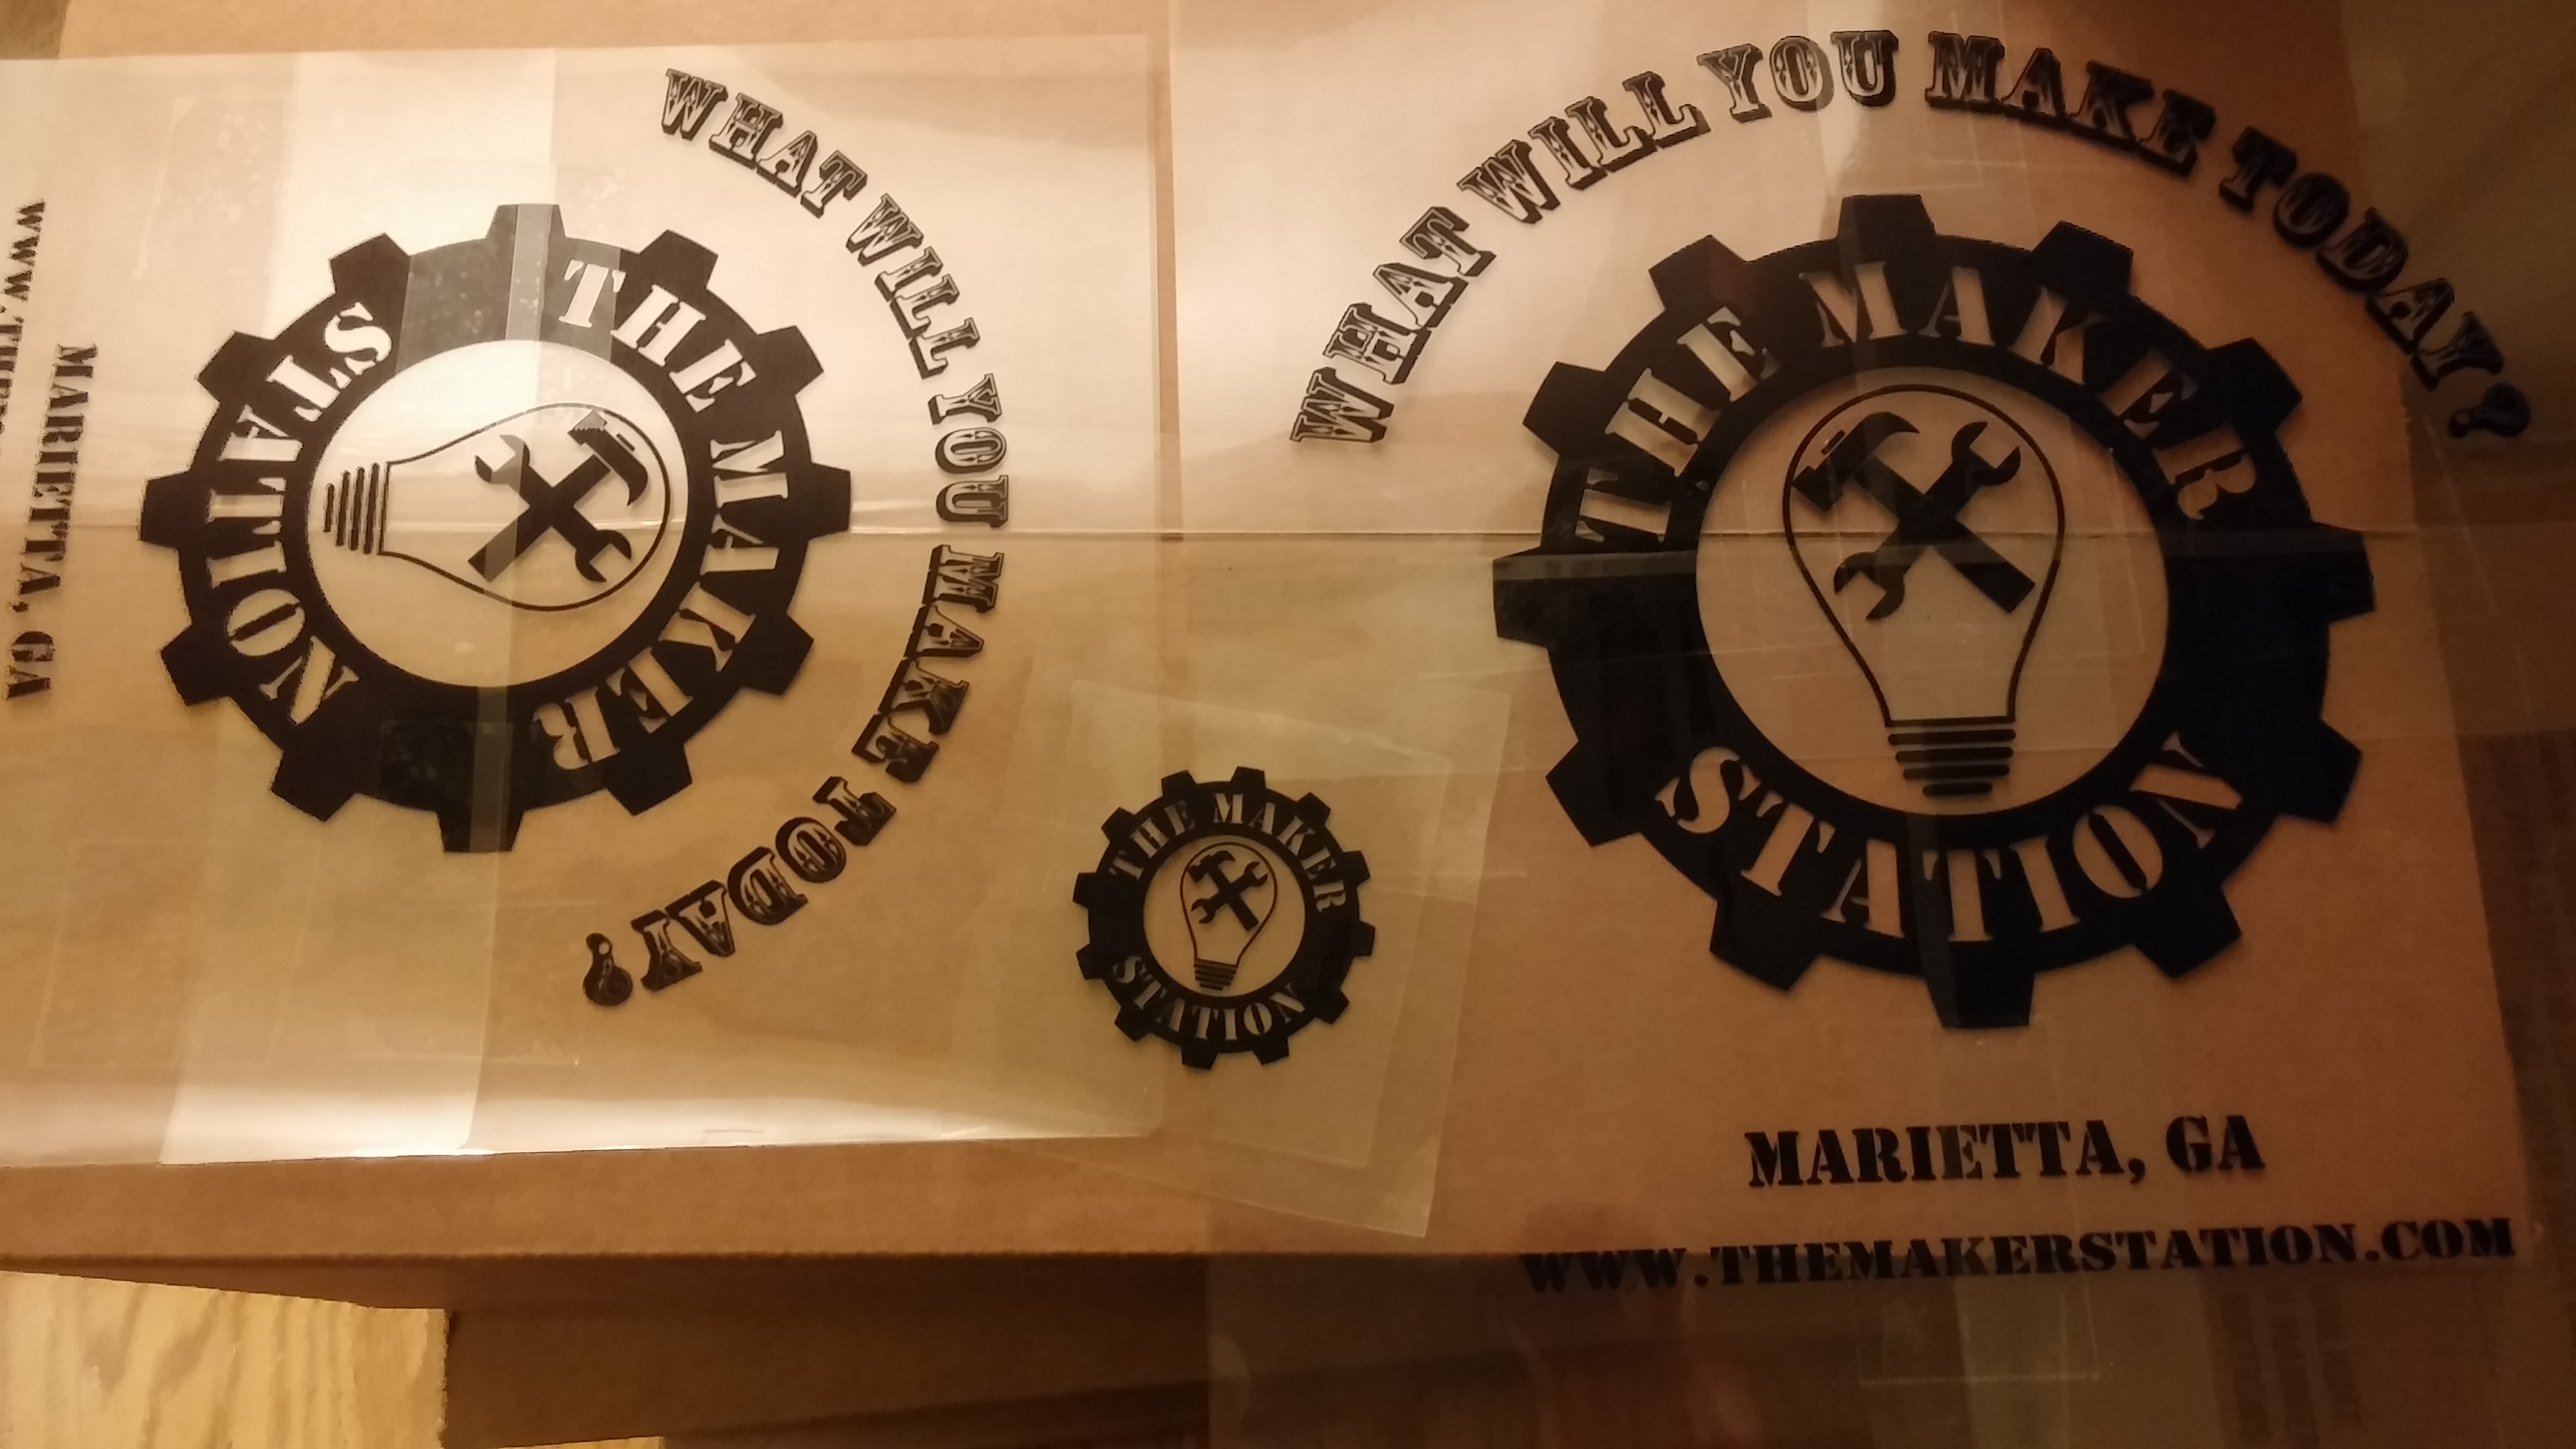 WHAT WILL YOU MAKE TODAY?
THE MAKER
STATION
MARIETTA, GA
WHAT WILL YOU MAKE TODAY?
THE MAKER
STATION
MARIETTA, GA
WWW.THEMAKERSTATION.COM
THE MAKER
STATION